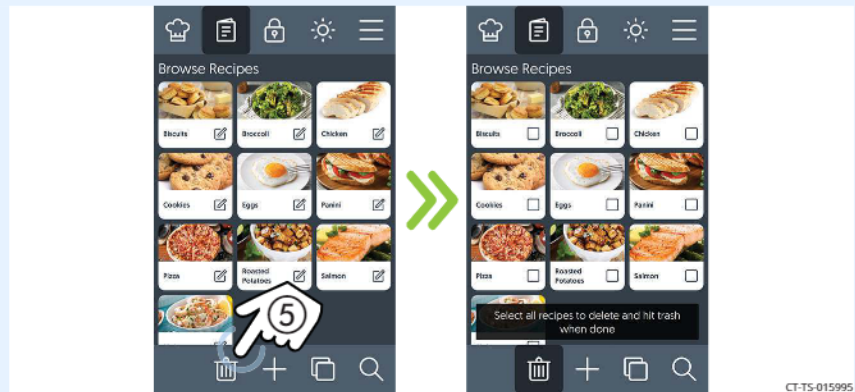 Browse Recipes
Biscuits
Broccoli
Chicken
Cookies
Eggs
Panini
Pizza
Roasted
Potatoes
Salmon
5
Browse Recipes
Biscuits
Broccoli
Chicken
Cookies
Eggs
Panini
Pizza
Roasted
Potatoes
Salmon
Select all recipes to delete and hit trash
when done
CT-TS-015995